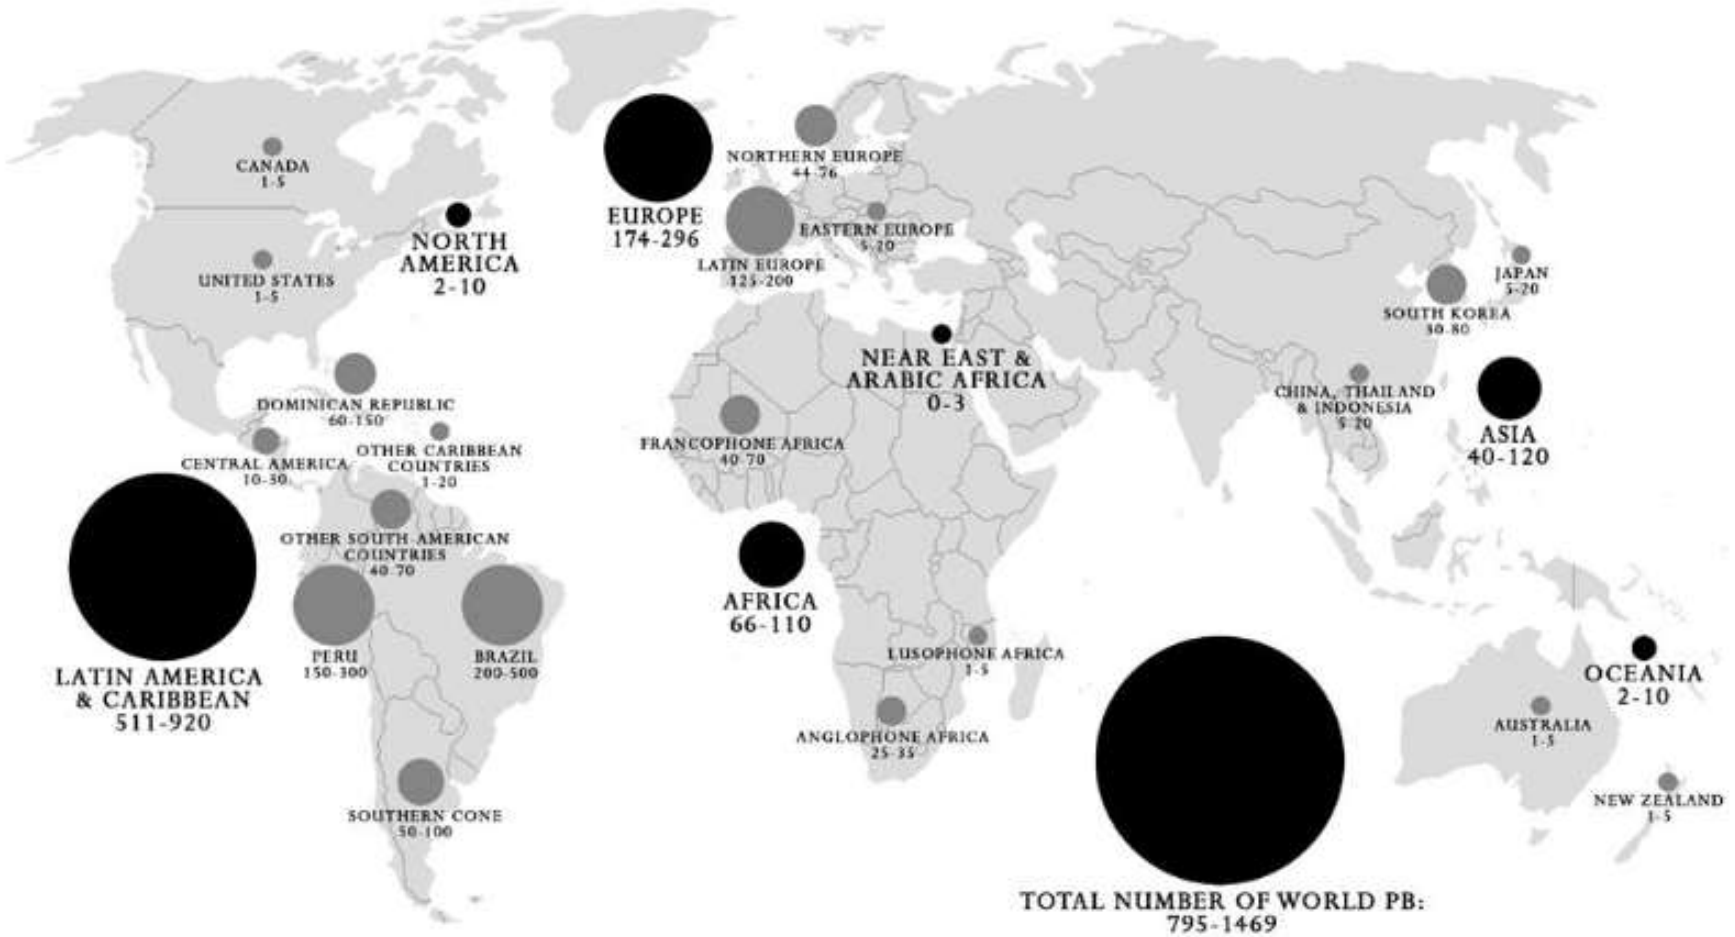 CANADA
1-5
NORTH
AMERICA
2-10
UNITED STATES
1-5
DOMINICAN REPUBLIC
60-150
OTHER CARIBBEAN
COUNTRIES
1-20
CENTRAL AMERICA
10-30
LATIN AMERICA
& CARIBBEAN
511-920
OTHER SOUTH AMERICAN
COUNTRIES
40-70
PERU
150-300
BRAZIL
200-300
SOUTHERN CONE
50-100
EUROPE
174-296
NORTHERN EUROPE
44-76
EASTERN EUROPE
5-20
LATIN EUROPE
125-200
NEAR EAST &
ARABIC AFRICA
0-3
FRANCOPHONE AFRICA
40-70
AFRICA
66-110
LUSOPHONE AFRICA
1-5
ANGLOPHONE AFRICA
25-35
JAPAN
5-20
SOUTH KOREA
30-80
CHINA, THAILAND
& INDONESIA
5-20
ASIA
40-120
OCEANIA
2-10
AUSTRALIA
1-5
NEW ZEALAND
1-5
TOTAL NUMBER OF WORLD PB:
795-1469